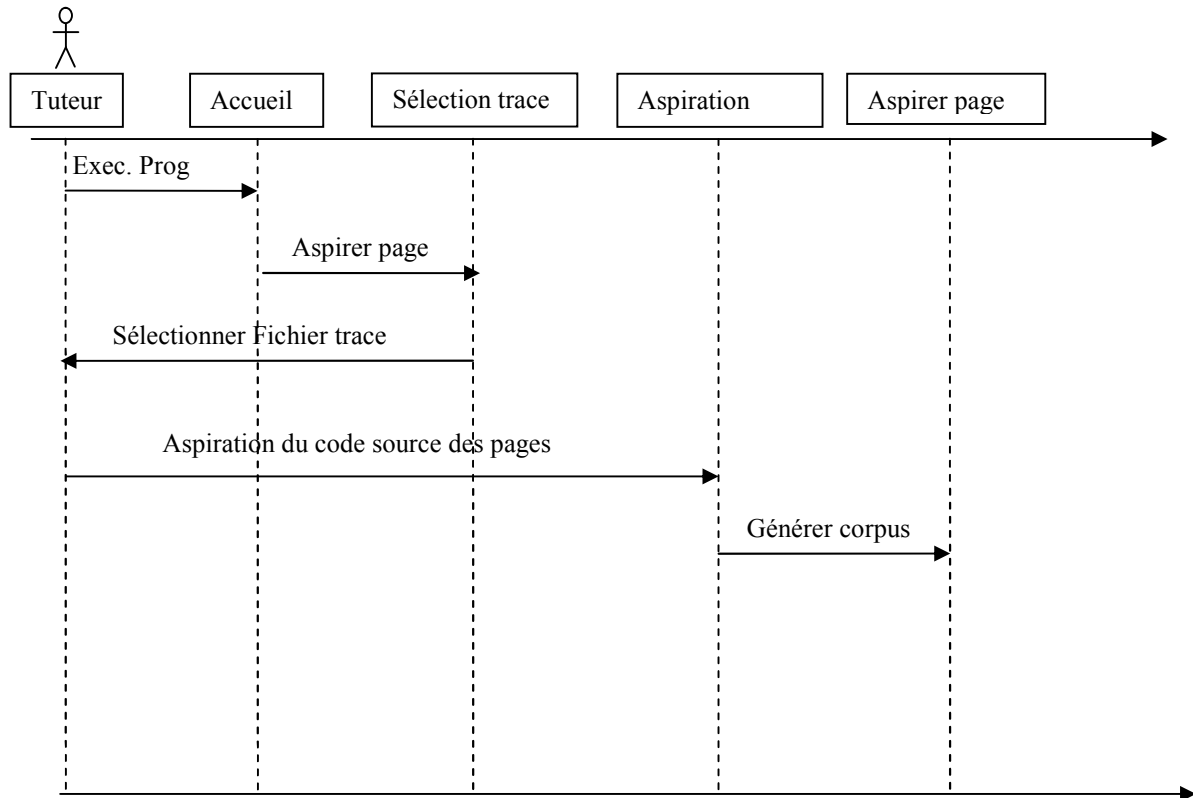 Tuteur
Accueil
Sélection trace
Aspiration
Aspirer page
Exec. Prog
Aspirer page
Sélectionner Fichier trace
Aspiration du code source des pages
Générer corpus